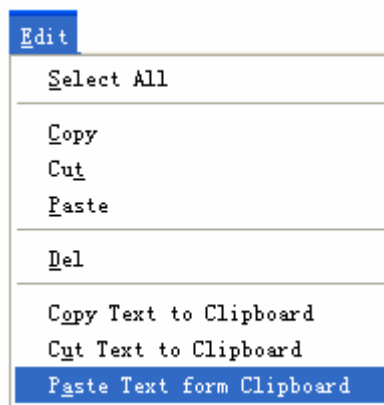 Edit
Select All
Copy
Cut
Paste
Del
Copy Text to Clipboard
Cut Text to Clipboard
Paste Text form Clipboard